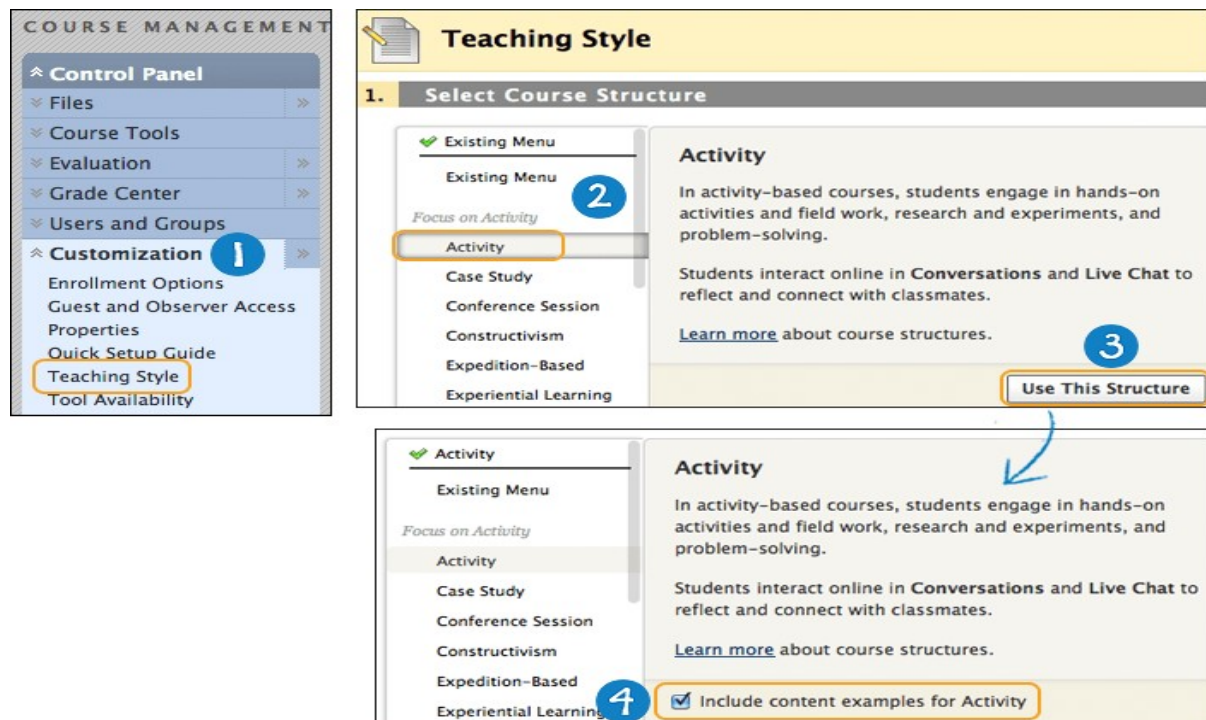 COURSE MANAGEMENT
Control Panel
Files
Course Tools
Evaluation
Grade Center
Users and Groups
Customization 1
Enrollment Options
Guest and Observer Access
Properties
Quick Setup Guide
Teaching Style
Tool Availability
Teaching Style
1. Select Course Structure
Existing Menu
Existing Menu
2
Focus on Activity
Activity
Case Study
Conference Session
Constructivism
Expedition-Based
Experiential Learning
Activity
In activity-based courses, students engage in hands-on
activities and field work, research and experiments, and
problem-solving.
Students interact online in Conversations and Live Chat to
reflect and connect with classmates.
Learn more about course structures.
3
Use This Structure
Activity
Existing Menu
Focus on Activity
Activity
Case Study
Conference Session
Constructivism
Expedition-Based
Experiential Learning
Activity
In activity-based courses, students engage in hands-on
activities and field work, research and experiments, and
problem-solving.
Students interact online in Conversations and Live Chat to
reflect and connect with classmates.
Learn more about course structures.
4
Include content examples for Activity